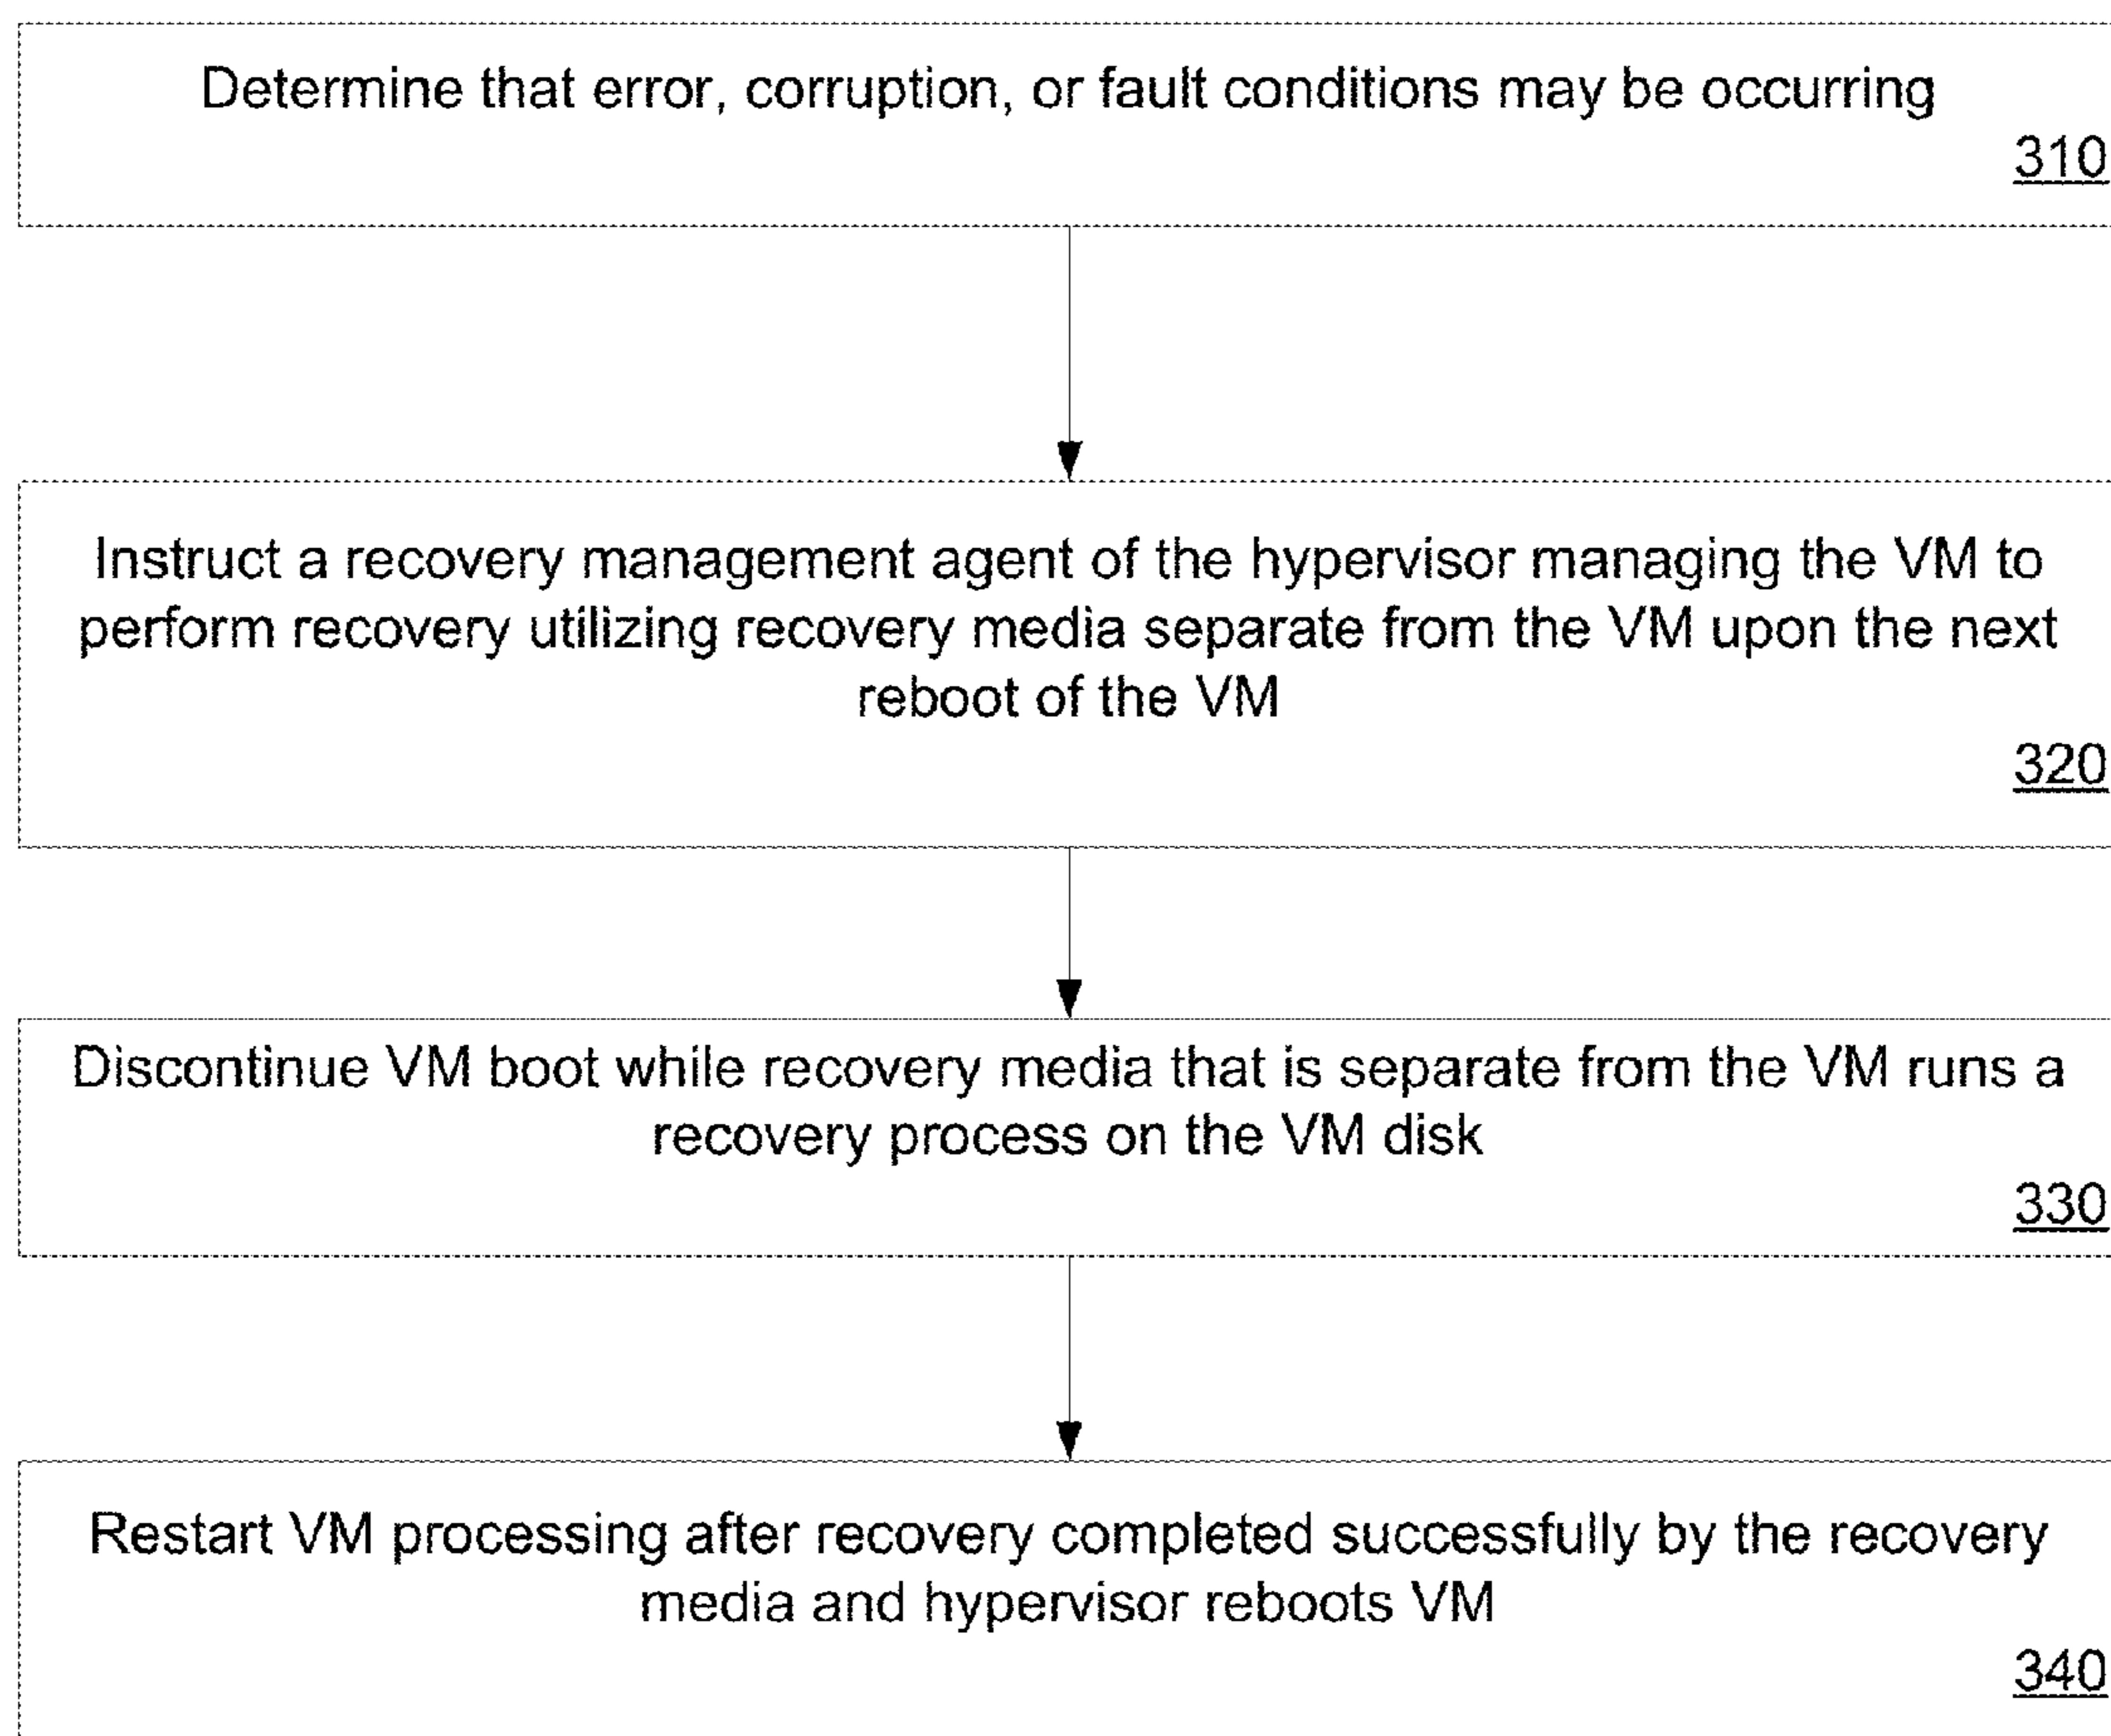 Determine that error, corruption, or fault conditions may be occurring
310
Instruct a recovery management agent of the hypervisor managing the VM to
perform recovery utilizing recovery media separate from the VM upon the next
reboot of the VM
320
Discontinue VM boot while recovery media that is separate from the VM runs a
recovery process on the VM disk
330
Restart VM processing after recovery completed successfully by the recovery
media and hypervisor reboots VM
340